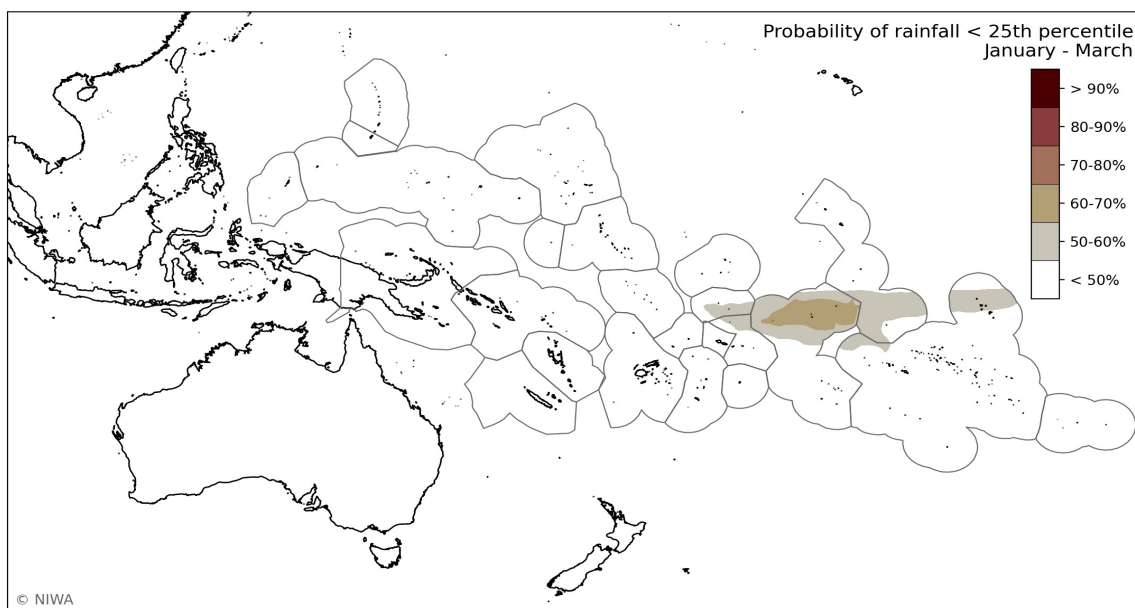 Probability of rainfall < 25th percentile
January - March
> 90%
80-90%
70-80%
60-70%
50-60%
< 50%
© NIWA